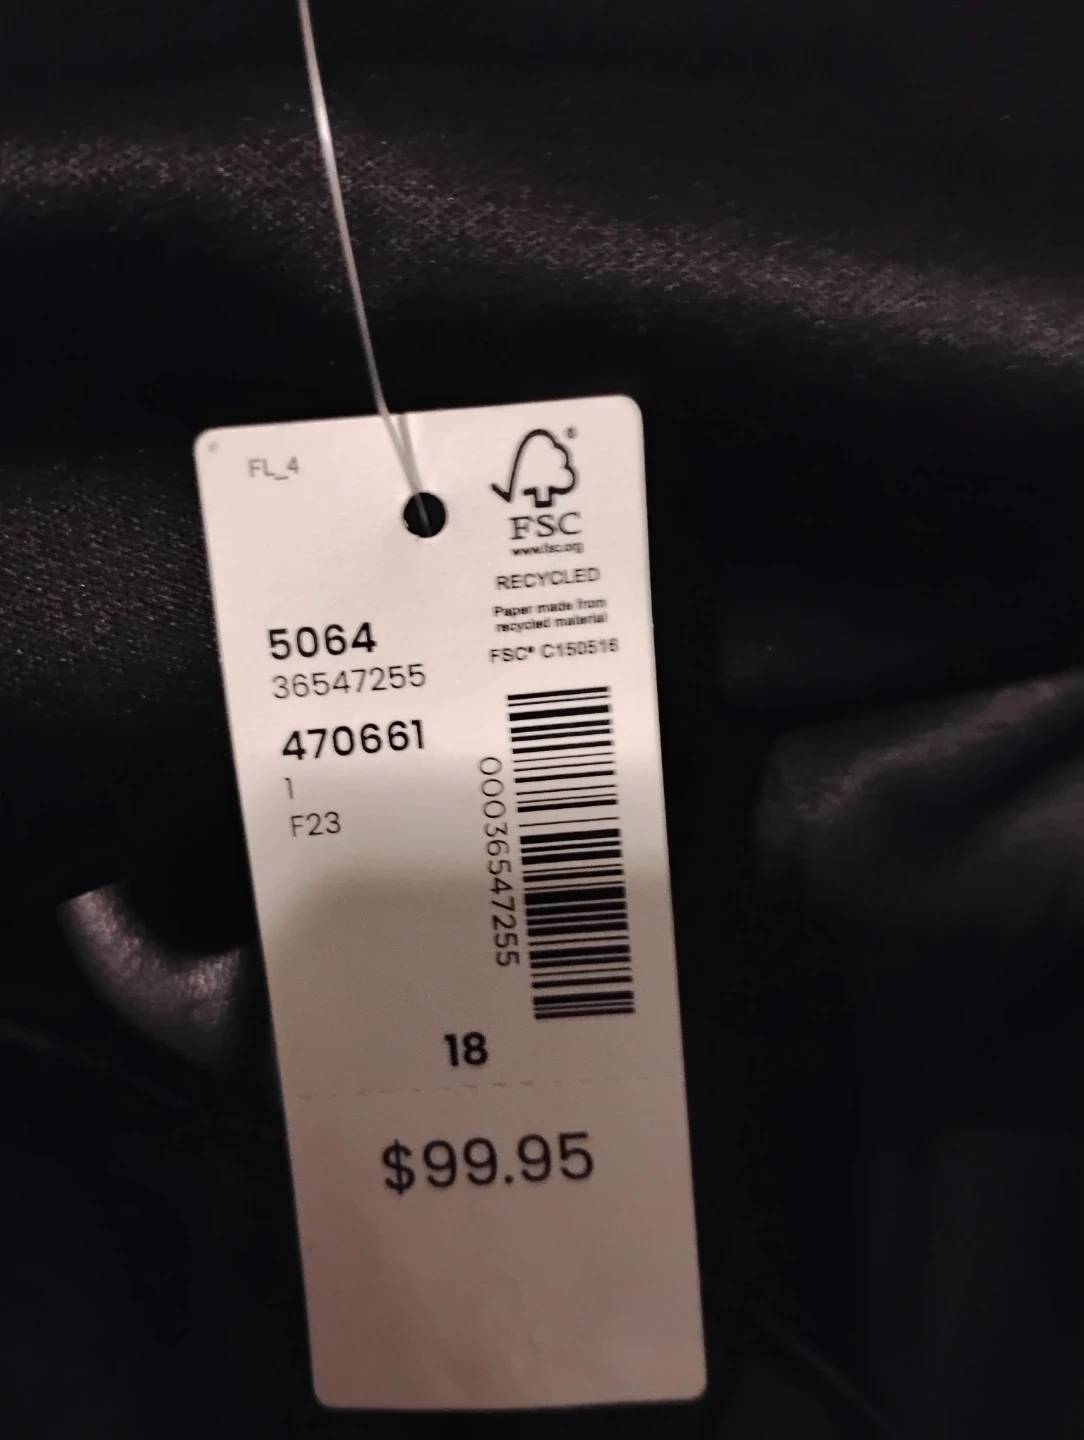 FL_4
®
FSC
www.fsc.org
RECYCLED
Paper made from
recycled material
FSC® C150516
5064
36547255
470661
1
F23
00036547255
18
$99.95